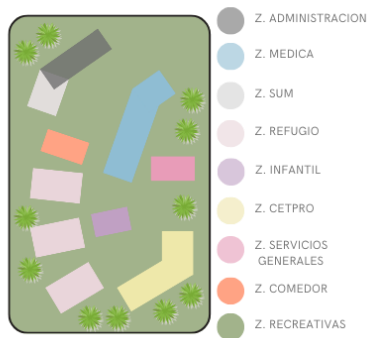 Z. ADMINISTRACION
Z. MEDICA
Z. SUM
Z. REFUGIO
Z. INFANTIL
Z. CETPRO
Z. SERVICIOS
GENERALES
Z. COMEDOR
Z. RECREATIVAS